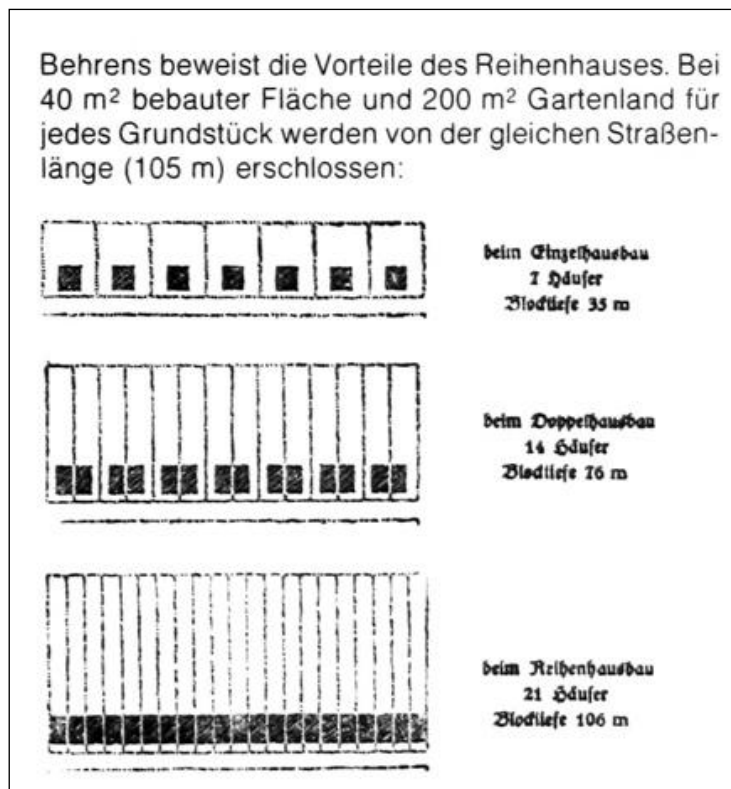 Behrens beweist die Vorteile des Reihenhauses. Bei
40 m² bebauter Fläche und 200 m² Gartenland für
jedes Grundstück werden von der gleichen Straßen-
länge (105 m) erschlossen:
beim Einzelhausbau
7 Häuser
Blocktiefe 35 m
beim Doppelhausbau
14 Häuser
Blocktiefe 76 m
beim Reihenhausbau
21 Häuser
Blocktiefe 106 m